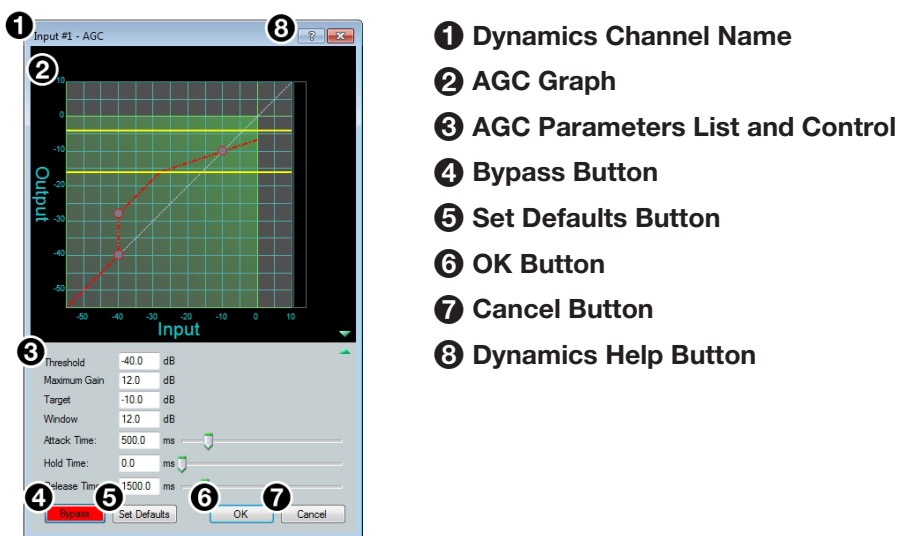 1 Input #1 - AGC 8 ? X
2
10
0
-10
-20
-30
-40
-50
Output
-50 -40 -30 -20 -10 0 10
Input
3
Threshold -40.0 dB
Maximum Gain 12.0 dB
Target -10.0 dB
Window 12.0 dB
Attack Time: 500.0 ms
Hold Time: 0.0 ms
Release Time 1500.0 ms
4 5 6 7
Bypass Set Defaults OK Cancel
1 Dynamics Channel Name
2 AGC Graph
3 AGC Parameters List and Control
4 Bypass Button
5 Set Defaults Button
6 OK Button
7 Cancel Button
8 Dynamics Help Button